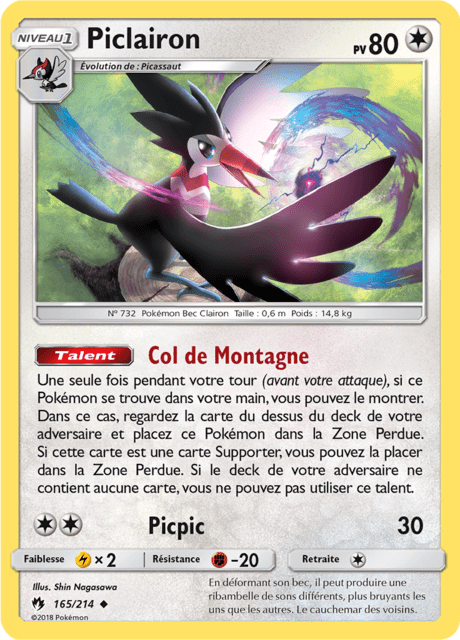 NIVEAU 1
Piclairon
PV 80
Évolution de : Picassaut
N° 732 Pokémon Bec Clairon Taille : 0,6 m Poids : 14,8 kg
Talent Col de Montagne
Une seule fois pendant votre tour (avant votre attaque), si ce
Pokémon se trouve dans votre main, vous pouvez le montrer.
Dans ce cas, regardez la carte du dessus du deck de votre
adversaire et placez ce Pokémon dans la Zone Perdue.
Si cette carte est une carte Supporter, vous pouvez la placer
dans la Zone Perdue. Si le deck de votre adversaire ne
contient aucune carte, vous ne pouvez pas utiliser ce talent.
Picpic 30
Faiblesse ×2 Résistance -20 Retraite
Illus. Shin Nagasawa
165/214
©2018 Pokémon
En déformant son bec, il peut produire une
ribambelle de sons différents, plus bruyants les
uns que les autres. Le cauchemar des voisins.